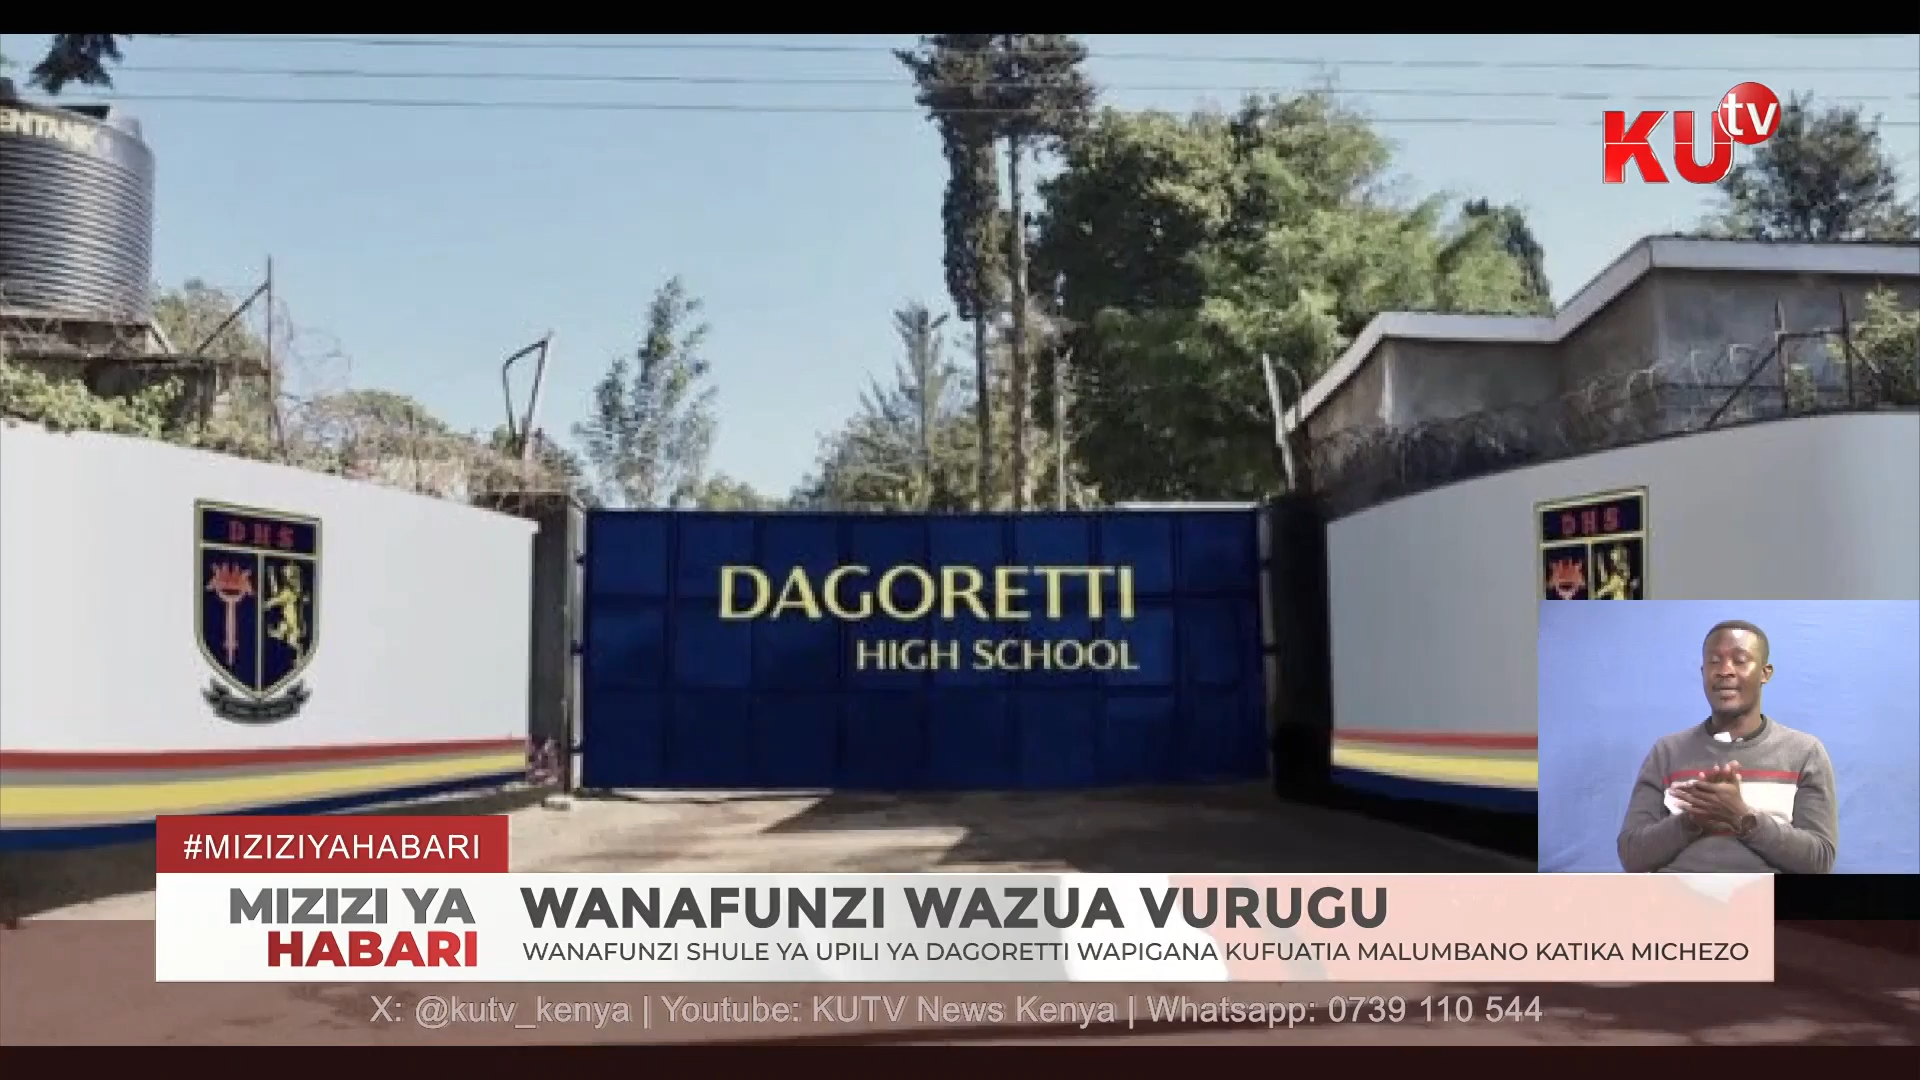 ENTANK
KU tv
DHS
DHS
DAGORETTI
HIGH SCHOOL
#MIZIZIYAHABARI
MIZIZI YA
HABARI
WANAFUNZI WAZUA VURUGU
WANAFUNZI SHULE YA UPILI YA DAGORETTI WAPIGANA KUFUATIA MALUMBANO KATIKA MICHEZO
X: @kutv_kenya | Youtube: KUTV News Kenya | Whatsapp: 0739 110 544